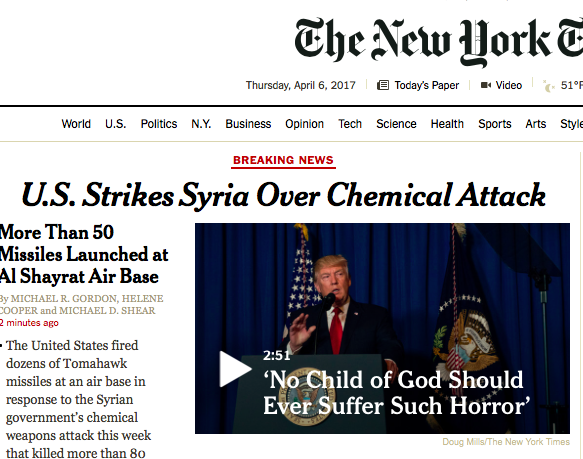 The New York
Thursday, April 6, 2017 Today's Paper Video 51°F
World U.S. Politics N.Y. Business Opinion Tech Science Health Sports Arts Style
BREAKING NEWS
U.S. Strikes Syria Over Chemical Attack
More Than 50
Missiles Launched at
Al Shayrat Air Base
By MICHAEL R. GORDON, HELENE
COOPER and MICHAEL D. SHEAR
2 minutes ago
The United States fired
dozens of Tomahawk
missiles at an air base in
response to the Syrian
government's chemical
weapons attack this week
that killed more than 80
2:51
‘No Child of God Should
Ever Suffer Such Horror’
Doug Mills/The New York Times